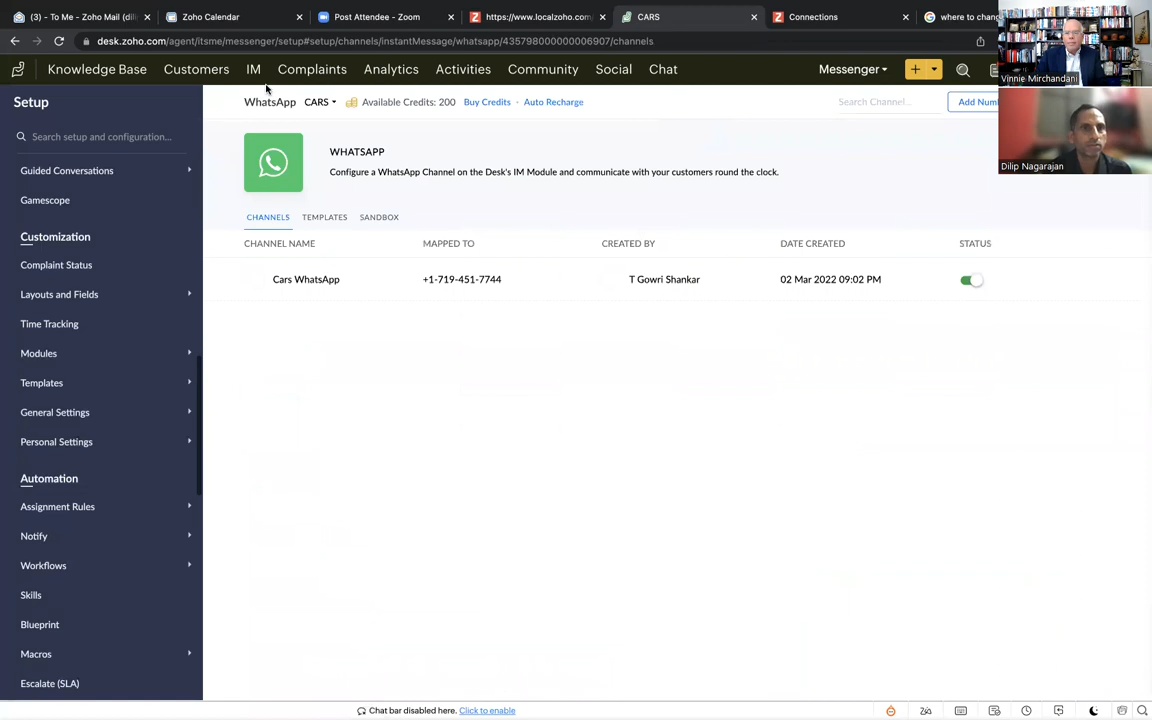 (3) - To Me - Zoho Mail (dili
Zoho Calendar
Post Attendee - Zoom
https://www.localzoho.com/
CARS
Connections
where to chang
desk.zoho.com/agent/itsme/messenger/setup#setup/channels/instantMessage/whatsapp/435798000000006907/channels
Knowledge Base Customers IM Complaints Analytics Activities Community Social Chat Messenger
Vinnie Mirchandani
Setup
WhatsApp CARS Available Credits: 200 Buy Credits · Auto Recharge Search Channel... Add Num
Search setup and configuration...
WHATSAPP
Configure a WhatsApp Channel on the Desk's IM Module and communicate with your customers round the clock.
Dilip Nagarajan
Guided Conversations
Gamescope
CHANNELS TEMPLATES SANDBOX
Customization
CHANNEL NAME MAPPED TO CREATED BY DATE CREATED STATUS
Complaint Status
Cars WhatsApp +1-719-451-7744 T Gowri Shankar 02 Mar 2022 09:02 PM
Layouts and Fields
Time Tracking
Modules
Templates
General Settings
Personal Settings
Automation
Assignment Rules
Notify
Workflows
Skills
Blueprint
Macros
Escalate (SLA)
Chat bar disabled here. Click to enable